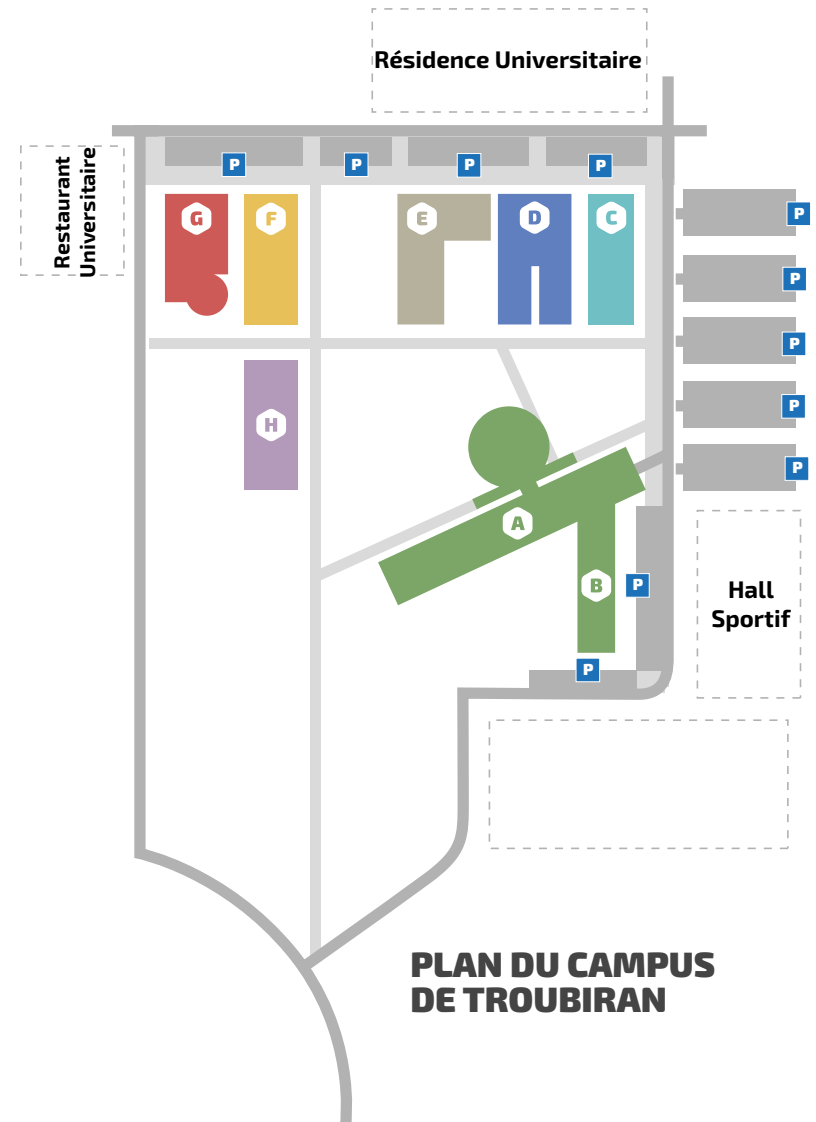 Résidence Universitaire
Restaurant
Universitaire
P
P
P
P
G
F
E
D
C
P
P
P
P
P
H
A
B
P
Hall
Sportif
P
PLAN DU CAMPUS
DE TROUBIRAN